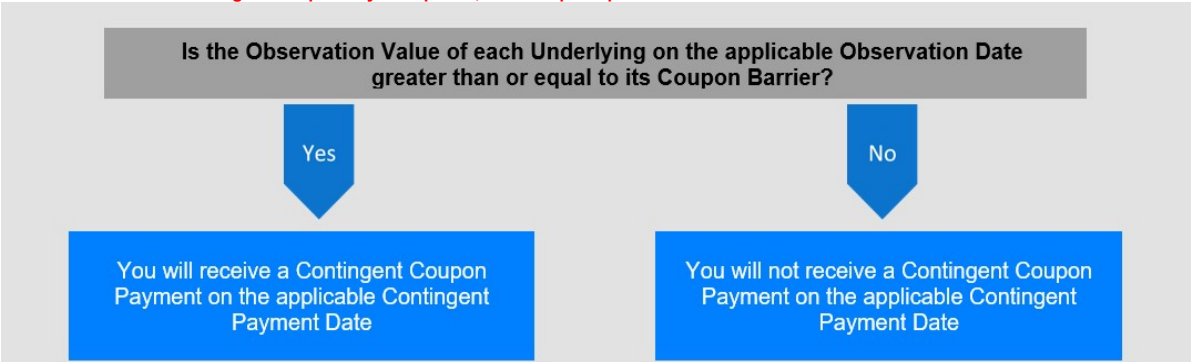 Is the Observation Value of each Underlying on the applicable Observation Date
greater than or equal to its Coupon Barrier?
Yes
No
You will receive a Contingent Coupon
Payment on the applicable Contingent
Payment Date
You will not receive a Contingent Coupon
Payment on the applicable Contingent
Payment Date